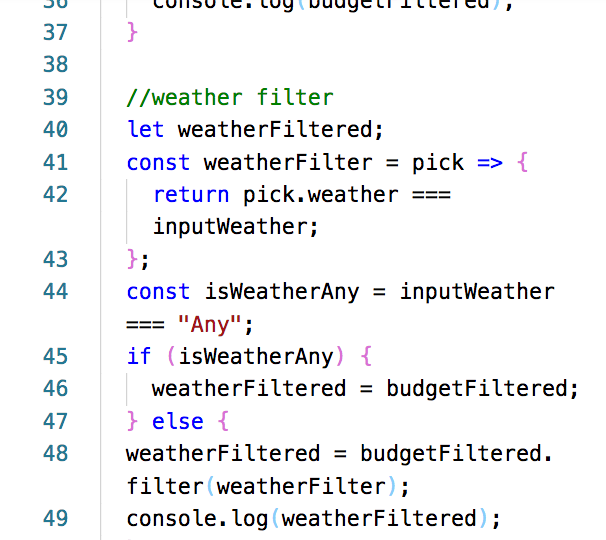 36 console.log(budgetFiltered);
37 }
38
39 //weather filter
40 let weatherFiltered;
41 const weatherFilter = pick => {
42 return pick.weather ===
inputWeather;
43 };
44 const isWeatherAny = inputWeather
=== "Any";
45 if (isWeatherAny) {
46 weatherFiltered = budgetFiltered;
47 } else {
48 weatherFiltered = budgetFiltered.
filter(weatherFilter);
49 console.log(weatherFiltered);